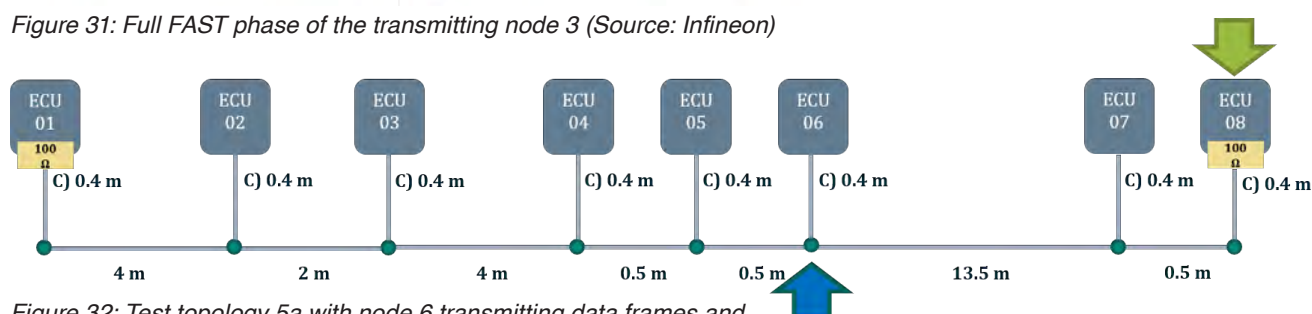 Figure 31: Full FAST phase of the transmitting node 3 (Source: Infineon)
ECU 01
ECU 02
ECU 03
ECU 04
ECU 05
ECU 06
ECU 07
ECU 08
100 Ω
100 Ω
C) 0.4 m
C) 0.4 m
C) 0.4 m
C) 0.4 m
C) 0.4 m
C) 0.4 m
C) 0.4 m
C) 0.4 m
4 m
2 m
4 m
0.5 m
0.5 m
13.5 m
0.5 m
Figure 32: Test topology 5a with node 6 transmitting data frames and